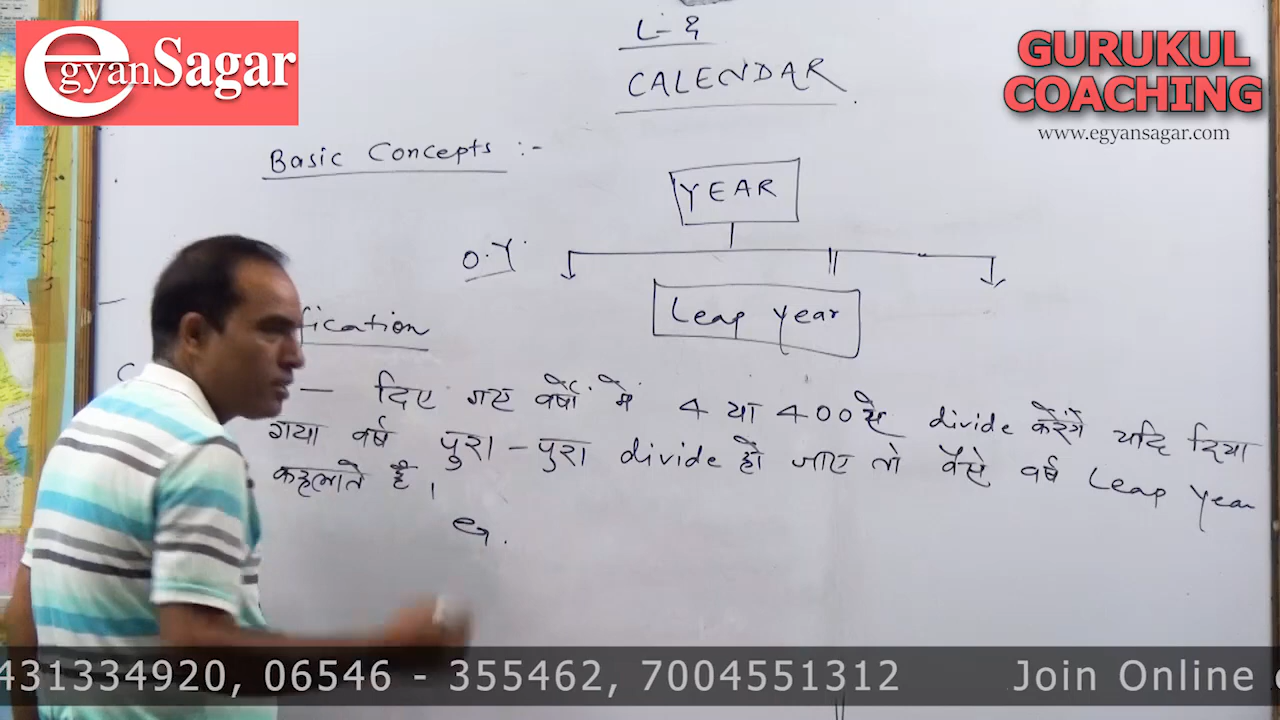 egyanSagar
GURUKUL
COACHING
www.egyansagar.com
L-8
CALENDAR
Basic Concepts :-
YEAR
O.Y.
Leap Year
fication
C
— दिए गए वर्षों मे 4 या 400 से divide करेंगे यदि दिया
गया वर्ष पुरा - पुरा divide हो जाए तो वैसे वर्ष Leap Year
कहलाते है।
eg.
431334920, 06546 - 355462, 7004551312 Join Online